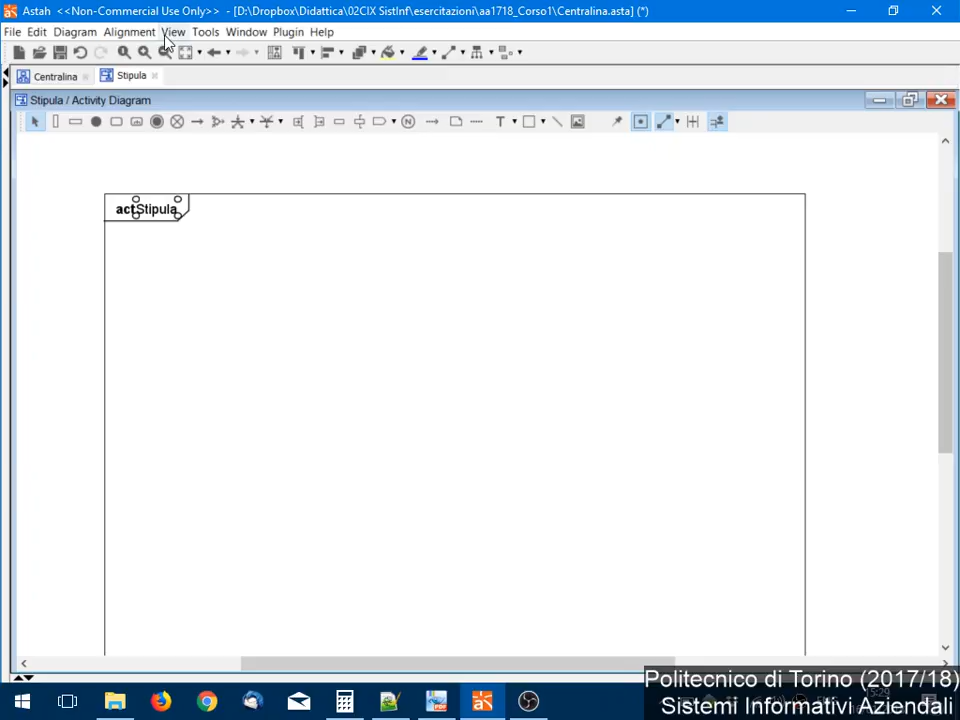 Astah <<Non-Commercial Use Only>> - [D:\Dropbox\Didattica\02CIX SistInf\esercitazioni\aa1718_Corso1\Centralina.asta] (*)
File Edit Diagram Alignment View Tools Window Plugin Help
Centralina Stipula
Stipula / Activity Diagram
T
N
act Stipula
Politecnico di Torino (2017/18)
Sistemi Informativi Aziendali